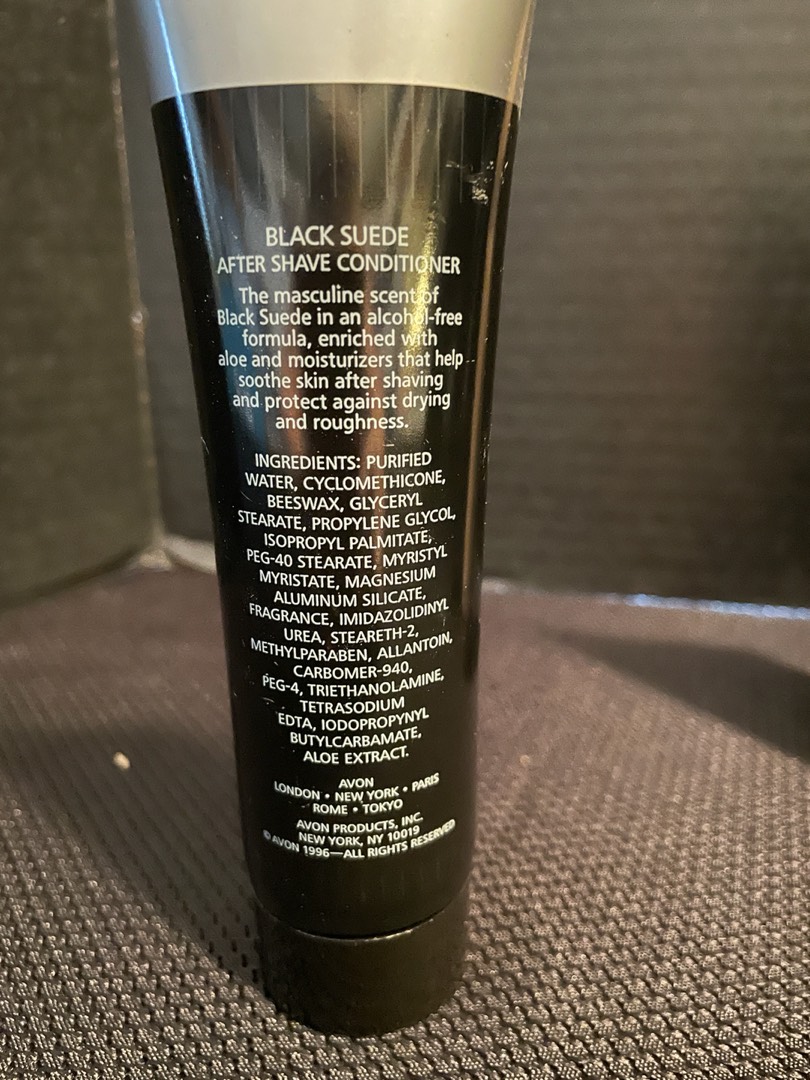 BLACK SUEDE
AFTER SHAVE CONDITIONER
The masculine scent of
Black Suede in an alcohol-free
formula, enriched with
aloe and moisturizers that help
soothe skin after shaving
and protect against drying
and roughness.
INGREDIENTS: PURIFIED
WATER, CYCLOMETHICONE,
BEESWAX, GLYCERYL
STEARATE, PROPYLENE GLYCOL,
ISOPROPYL PALMITATE,
PEG-40 STEARATE, MYRISTYL
MYRISTATE, MAGNESIUM
ALUMINUM SILICATE,
FRAGRANCE, IMIDAZOLIDINYL
UREA, STEARETH-2,
METHYLPARABEN, ALLANTOIN,
CARBOMER-940,
PEG-4, TRIETHANOLAMINE,
TETRASODIUM
EDTA, IODOPROPYNYL
BUTYLCARBAMATE,
ALOE EXTRACT.
AVON
LONDON • NEW YORK • PARIS
ROME • TOKYO
AVON PRODUCTS, INC.
NEW YORK, NY 10019
© AVON 1996—ALL RIGHTS RESERVED